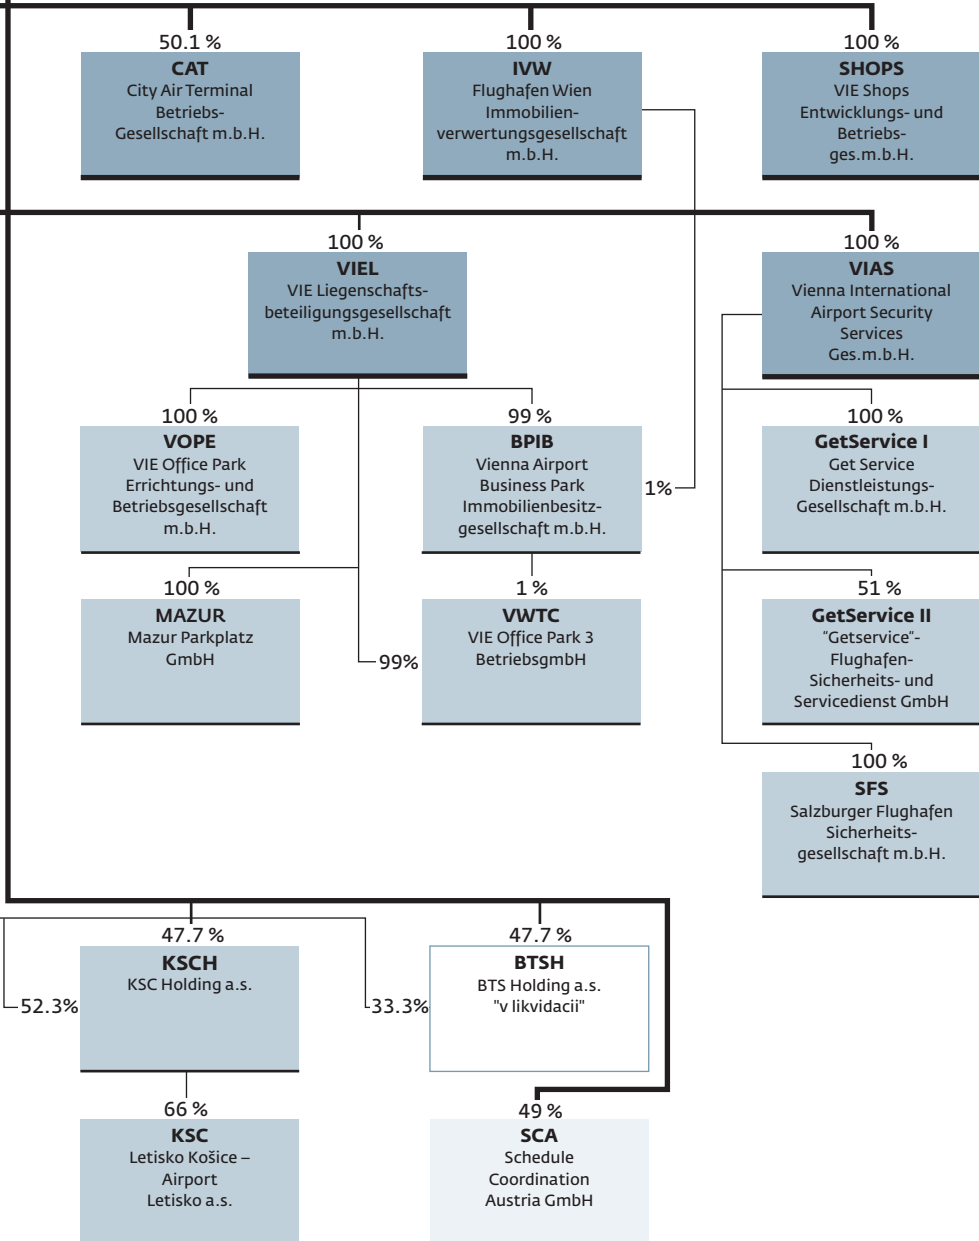 50.1 %
CAT
City Air Terminal
Betriebs-
Gesellschaft m.b.H.
100 %
IVW
Flughafen Wien
Immobilien-
verwertungsgesellschaft
m.b.H.
100 %
SHOPS
VIE Shops
Entwicklungs- und
Betriebs-
ges.m.b.H.
100 %
VIEL
VIE Liegenschafts-
beteiligungsgesellschaft
m.b.H.
100 %
VIAS
Vienna International
Airport Security
Services
Ges.m.b.H.
100 %
VOPE
VIE Office Park
Errichtungs- und
Betriebsgesellschaft
m.b.H.
99 %
BPIB
Vienna Airport
Business Park
Immobilienbesitz-
gesellschaft m.b.H.
1%
100 %
GetService I
Get Service
Dienstleistungs-
Gesellschaft m.b.H.
100 %
MAZUR
Mazur Parkplatz
GmbH
99%
1 %
VWTC
VIE Office Park 3
BetriebsgmbH
51 %
GetService II
"Getservice"-
Flughafen-
Sicherheits- und
Servicedienst GmbH
100 %
SFS
Salzburger Flughafen
Sicherheits-
gesellschaft m.b.H.
52.3%
47.7 %
KSCH
KSC Holding a.s.
33.3%
47.7 %
BTSH
BTS Holding a.s.
"v likvidacii"
66 %
KSC
Letisko Košice –
Airport
Letisko a.s.
49 %
SCA
Schedule
Coordination
Austria GmbH